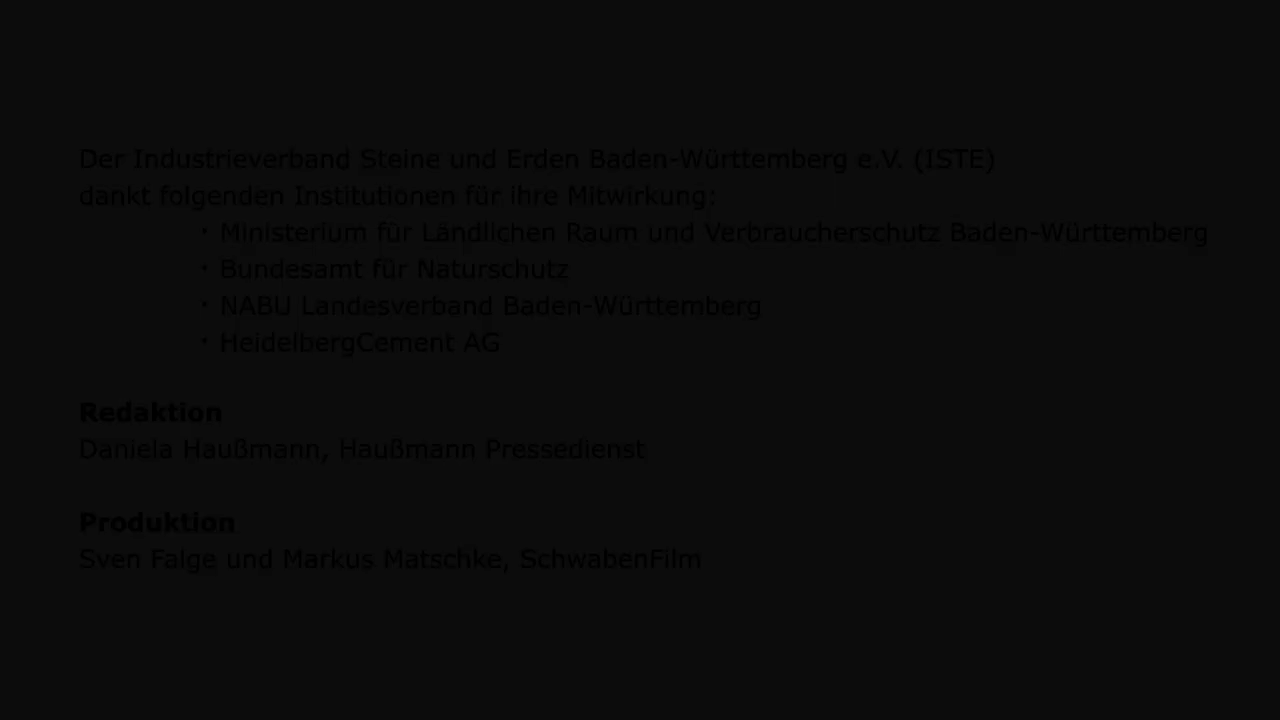 Der Industrieverband Steine und Erden Baden-Württemberg e.V. (ISTE)
dankt folgenden Institutionen für ihre Mitwirkung:
· Ministerium für Ländlichen Raum und Verbraucherschutz Baden-Württemberg
· Bundesamt für Naturschutz
· NABU Landesverband Baden-Württemberg
· HeidelbergCement AG
Redaktion
Daniela Haußmann, Haußmann Pressedienst
Produktion
Sven Falge und Markus Matschke, SchwabenFilm